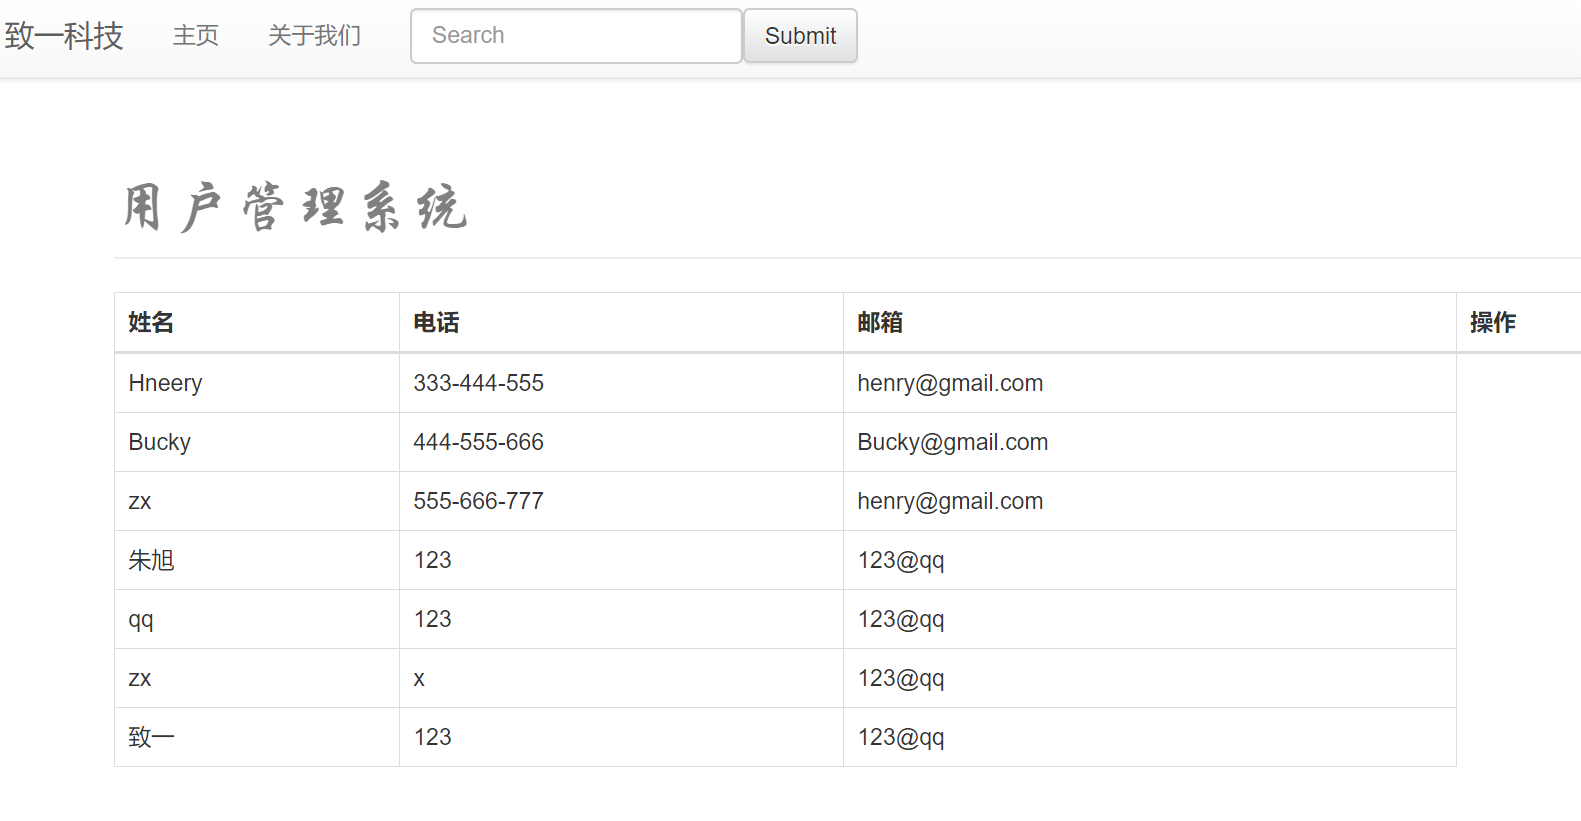 致一科技 主页 关于我们 Search Submit
用户管理系统
姓名 电话 邮箱 操作
Hneery 333-444-555 henry@gmail.com
Bucky 444-555-666 Bucky@gmail.com
zx 555-666-777 henry@gmail.com
朱旭 123 123@qq
qq 123 123@qq
zx x 123@qq
致一 123 123@qq